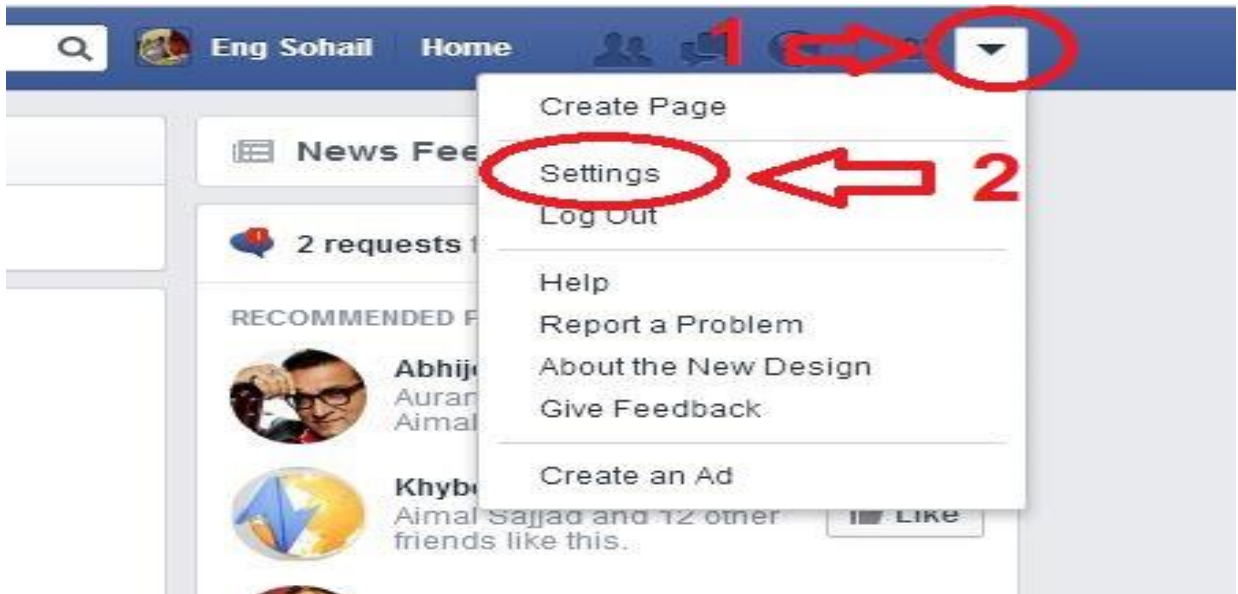 Eng Sohail Home 1
Create Page
News Fee
Settings 2
Log Out
2 requests
Help
RECOMMENDED
Report a Problem
Abhij
About the New Design
Auran
Give Feedback
Aimal
Create an Ad
Khyb
Aimal Sajjad and 12 other
Like
friends like this.